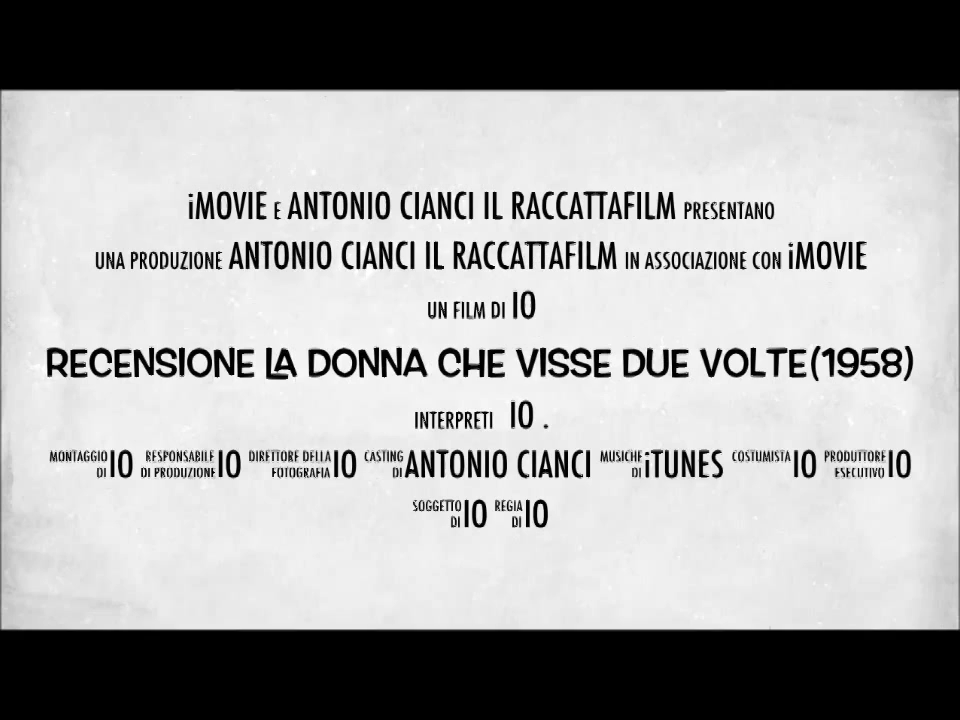 iMOVIE E ANTONIO CIANCI IL RACCATTAFILM PRESENTANO
UNA PRODUZIONE ANTONIO CIANCI IL RACCATTAFILM IN ASSOCIAZIONE CON iMOVIE
UN FILM DI IO
RECENSIONE LA DONNA CHE VISSE DUE VOLTE(1958)
INTERPRETI IO .
MONTAGGIO DI IO RESPONSABILE DI PRODUZIONE IO DIRETTORE DELLA FOTOGRAFIA IO CASTING DI ANTONIO CIANCI MUSICHE DI iTUNES COSTUMISTA IO PRODUTTORE ESECUTIVO IO
SOGGETTO DI IO REGIA DI IO